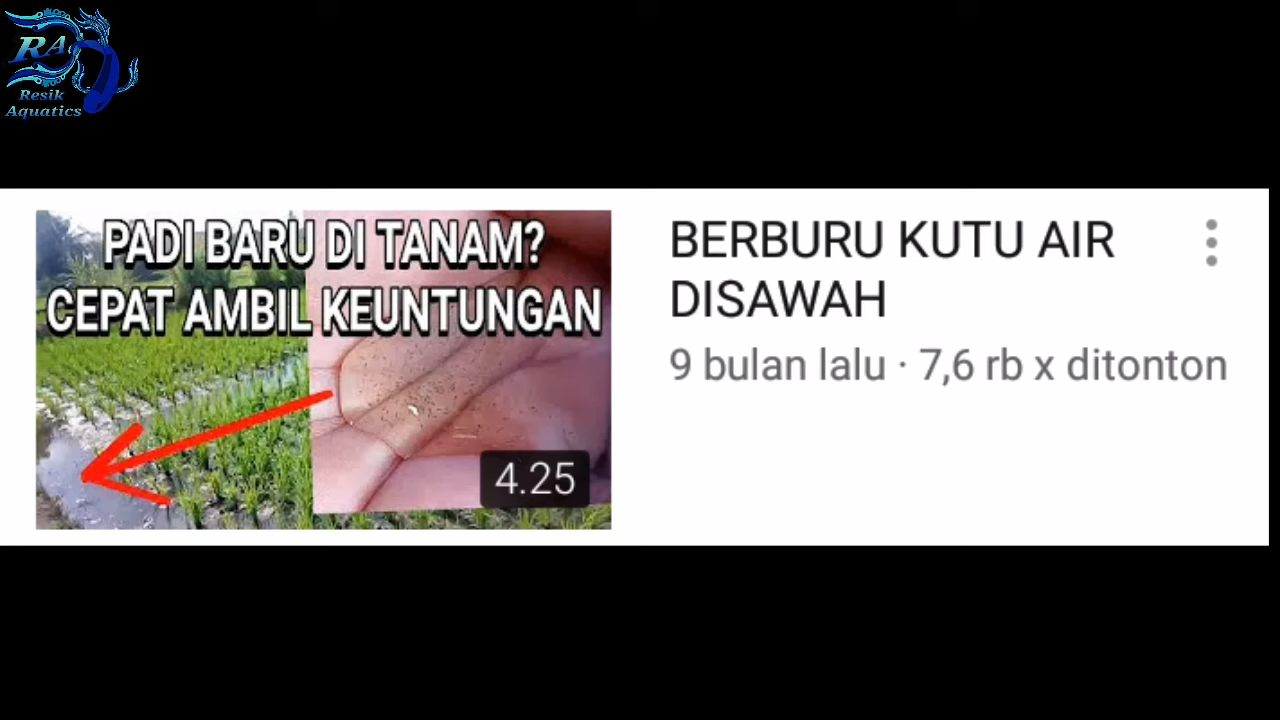 RA
Resik
Aquatics
PADI BARU DI TANAM?
CEPAT AMBIL KEUNTUNGAN
4.25
BERBURU KUTU AIR
DISAWAH
9 bulan lalu · 7,6 rb x ditonton